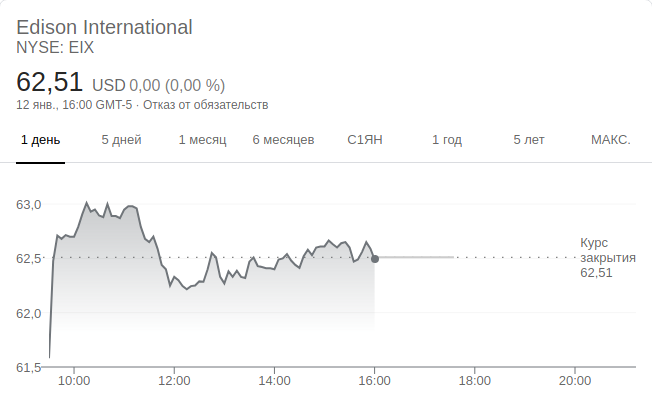 Edison International
NYSE: EIX
62,51 USD 0,00 (0,00 %)
12 янв., 16:00 GMT-5 · Отказ от обязательств
1 день 5 дней 1 месяц 6 месяцев С1ЯН 1 год 5 лет МАКС.
63,0
62,5
62,0
61,5
Курс
закрытия
62,51
10:00 12:00 14:00 16:00 18:00 20:00